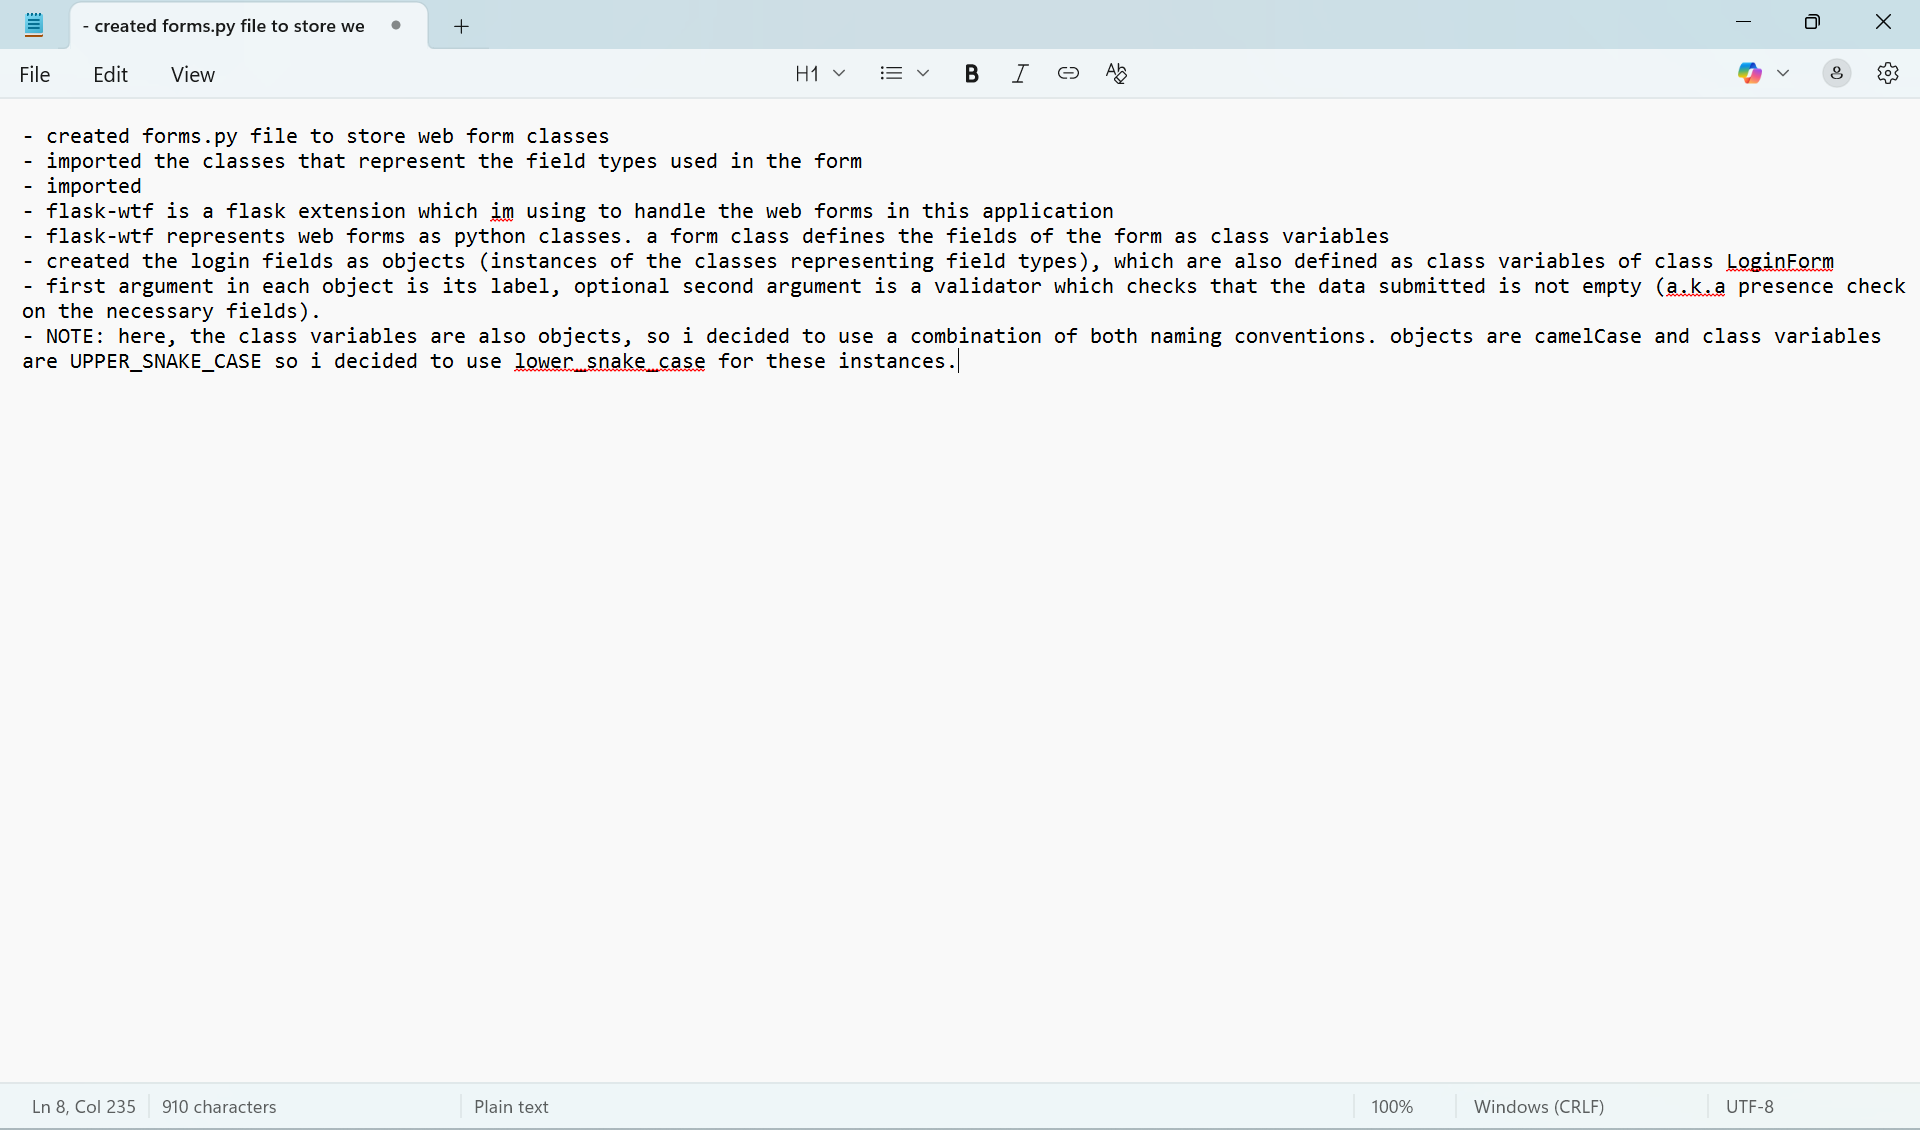 - created forms.py file to store we
File
Edit
View
H1
- created forms.py file to store web form classes
- imported the classes that represent the field types used in the form
- imported
- flask-wtf is a flask extension which im using to handle the web forms in this application
- flask-wtf represents web forms as python classes. a form class defines the fields of the form as class variables
- created the login fields as objects (instances of the classes representing field types), which are also defined as class variables of class LoginForm
- first argument in each object is its label, optional second argument is a validator which checks that the data submitted is not empty (a.k.a presence check
on the necessary fields).
- NOTE: here, the class variables are also objects, so i decided to use a combination of both naming conventions. objects are camelCase and class variables
are UPPER_SNAKE_CASE so i decided to use lower_snake_case for these instances.
Ln 8, Col 235
910 characters
Plain text
100%
Windows (CRLF)
UTF-8